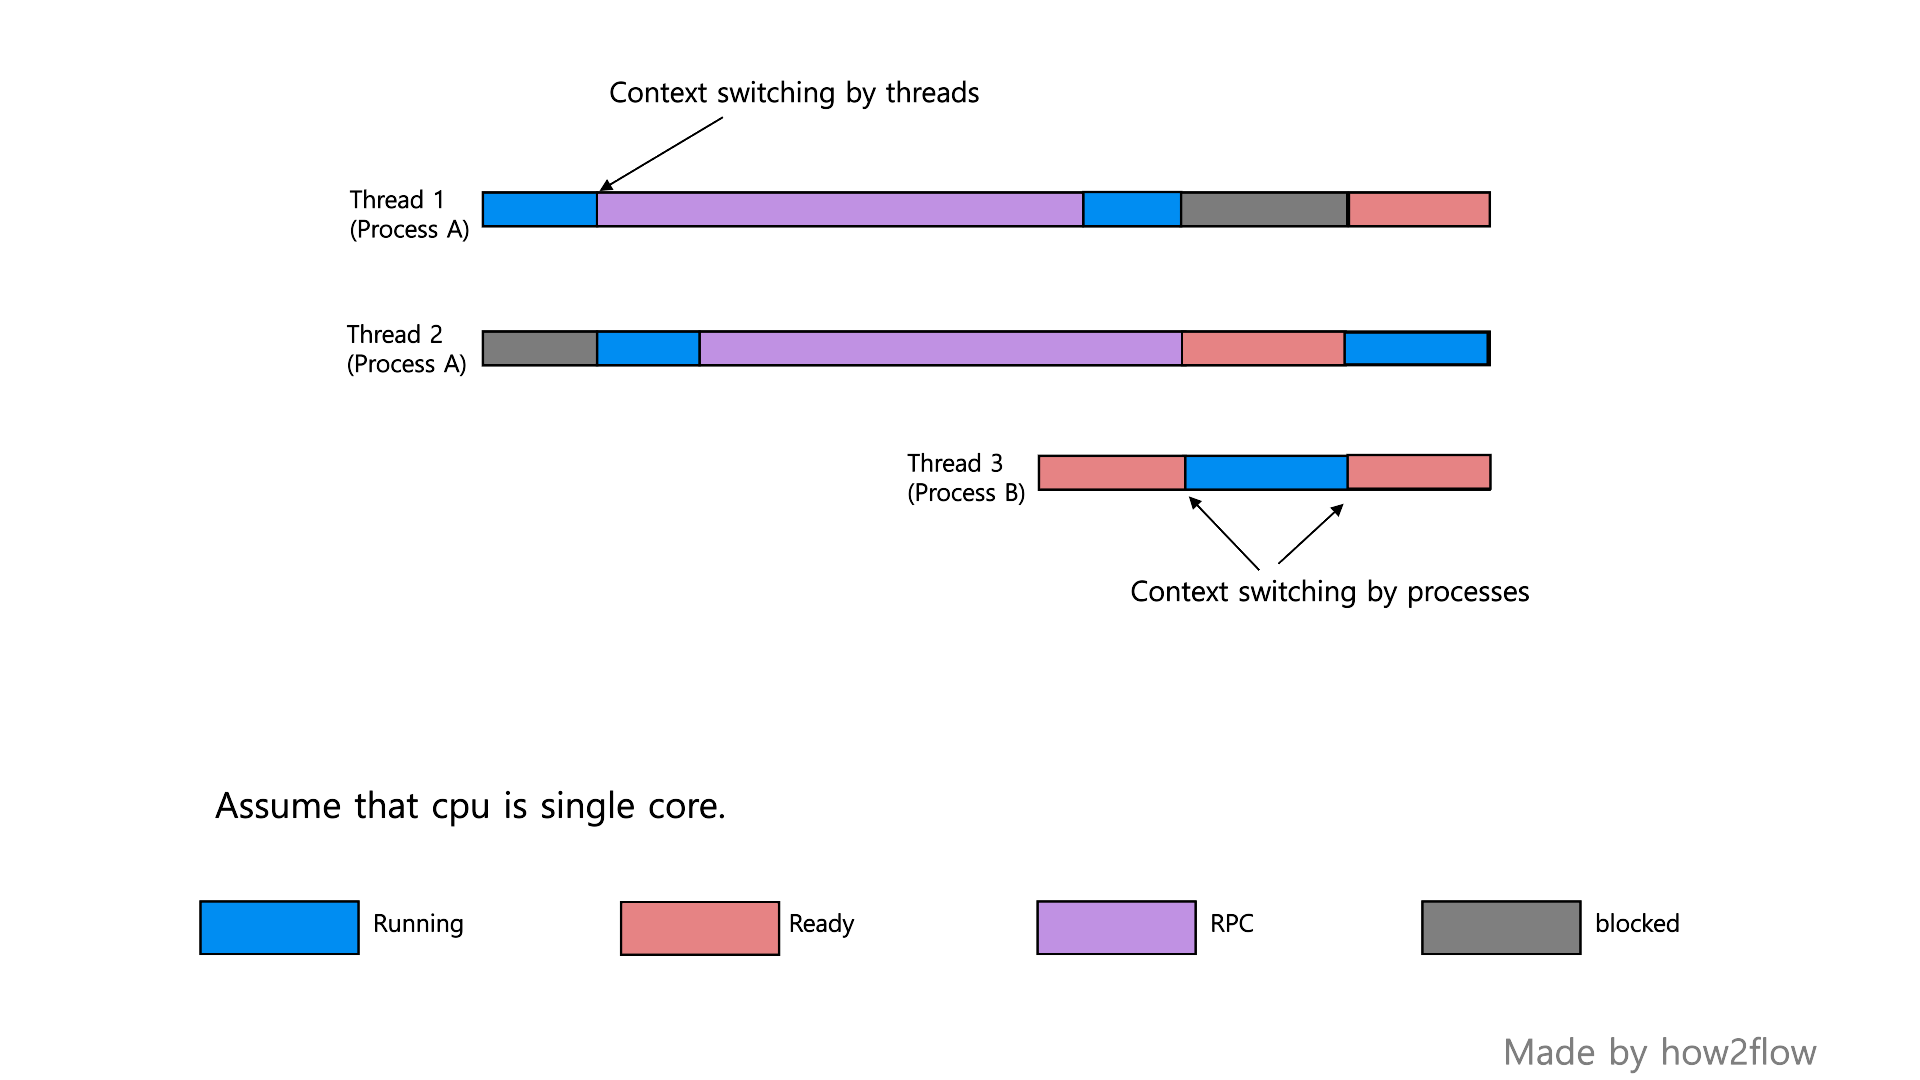 Context switching by threads
Thread 1
(Process A)
Thread 2
(Process A)
Thread 3
(Process B)
Context switching by processes
Assume that cpu is single core.
Running
Ready
RPC
blocked
Made by how2flow